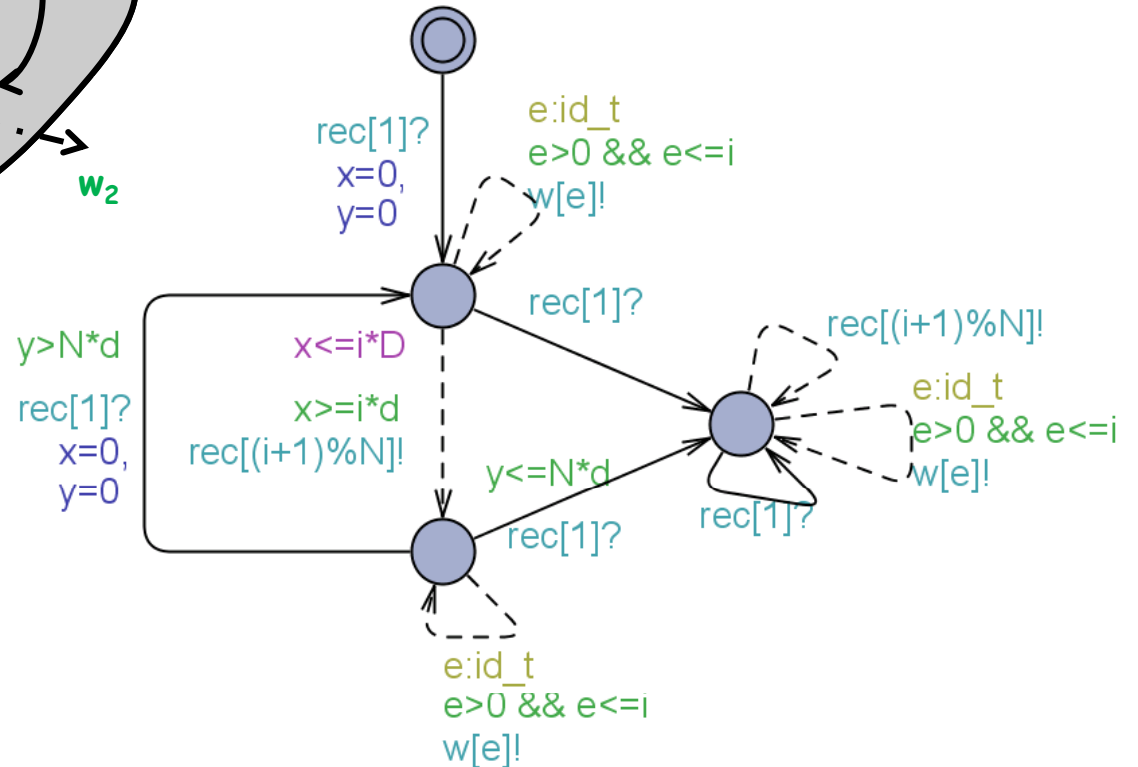 w2
rec[1]?
x=0,
y=0
e:id_t
e>0 && e<=i
w[e]!
rec[1]?
y>N*d
rec[1]?
x=0,
y=0
x<=i*D
x>=i*d
rec[(i+1)%N]!
y<=N*d
rec[1]?
rec[(i+1)%N]!
e:id_t
e>0 && e<=i
w[e]!
rec[1]?
e:id_t
e>0 && e<=i
w[e]!